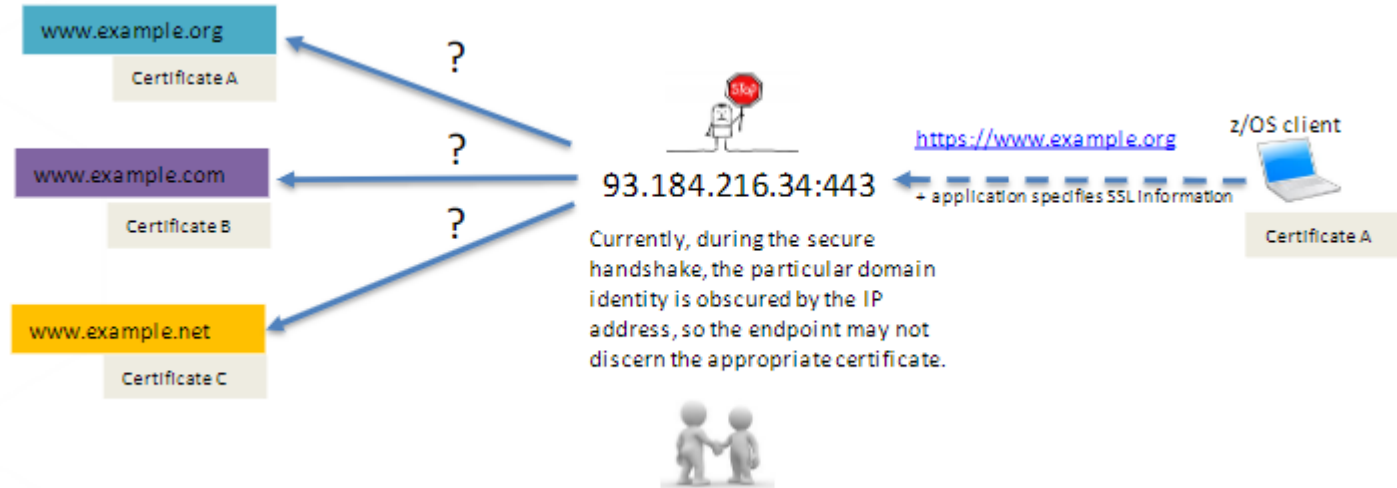 www.example.org
Certificate A
?
www.example.com
Certificate B
?
www.example.net
Certificate C
?
STOP
93.184.216.34:443
Currently, during the secure
handshake, the particular domain
identity is obscured by the IP
address, so the endpoint may not
discern the appropriate certificate.
https://www.example.org
+ application specifies SSL Information
z/OS client
Certificate A